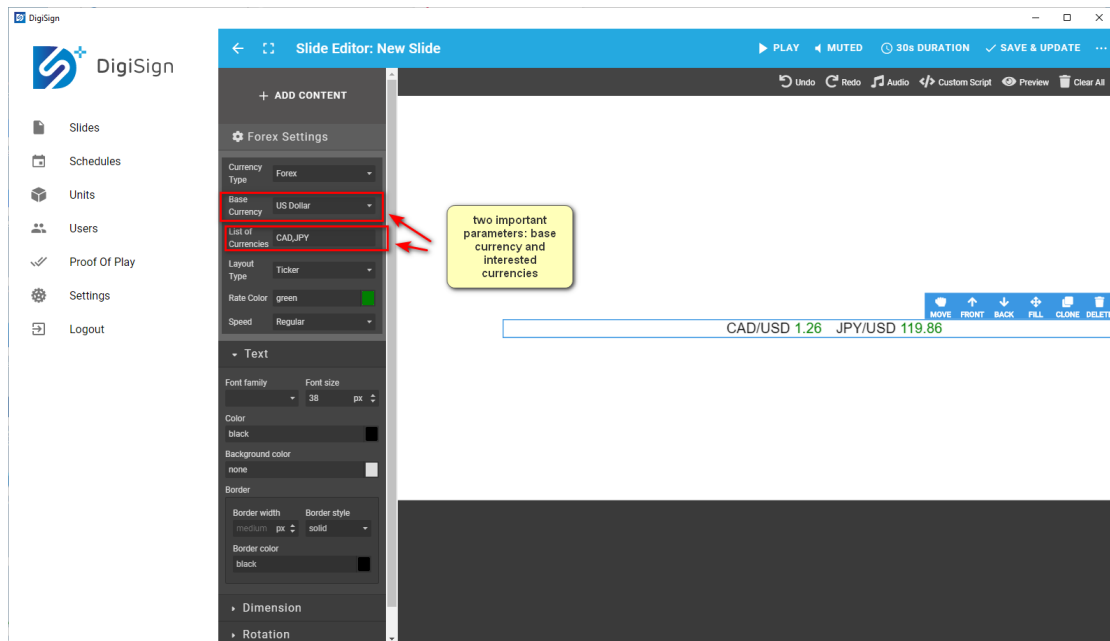 DigiSign
DigiSign
Slides
Schedules
Units
Users
Proof Of Play
Settings
Logout
Slide Editor: New Slide
PLAY
MUTED
30s DURATION
SAVE & UPDATE
Undo
Redo
Audio
Custom Script
Preview
Clear All
+ ADD CONTENT
Forex Settings
Currency
Type
Forex
Base
Currency
US Dollar
List of
Currencies
CAD,JPY
Layout
Type
Ticker
Rate Color
green
Speed
Regular
Text
Font family
Font size
38
px
Color
black
Background color
none
Border
Border width
Border style
medium
px
solid
Border color
black
Dimension
Rotation
two important
parameters: base
currency and
interested
currencies
MOVE
FRONT
BACK
FILL
CLONE
DELETE
CAD/USD 1.26 JPY/USD 119.86